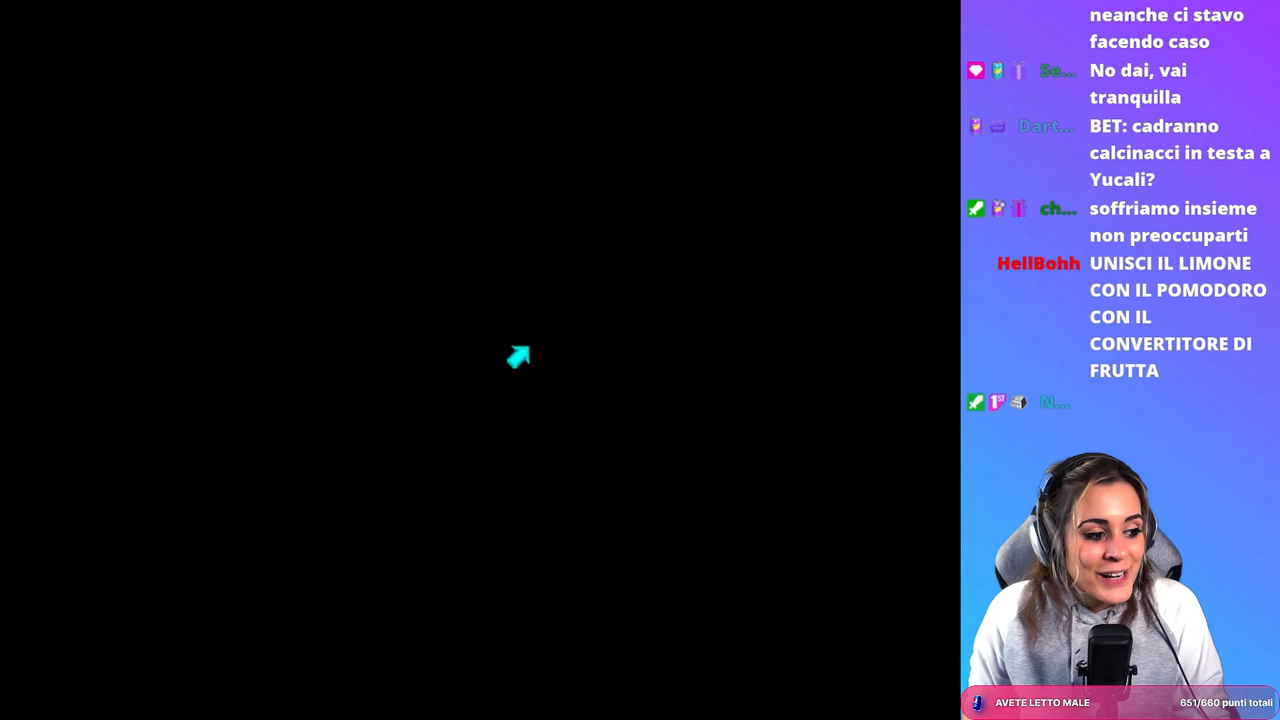 neanche ci stavo
facendo caso
Se... No dai, vai
tranquilla
Dart... BET: cadranno
calcinacci in testa a
Yucali?
1ST
ch... soffriamo insieme
non preoccuparti
HellBohh UNISCI IL LIMONE
CON IL POMODORO
CON IL
CONVERTITORE DI
FRUTTA
N...
AVETE LETTO MALE 651/660 punti totali